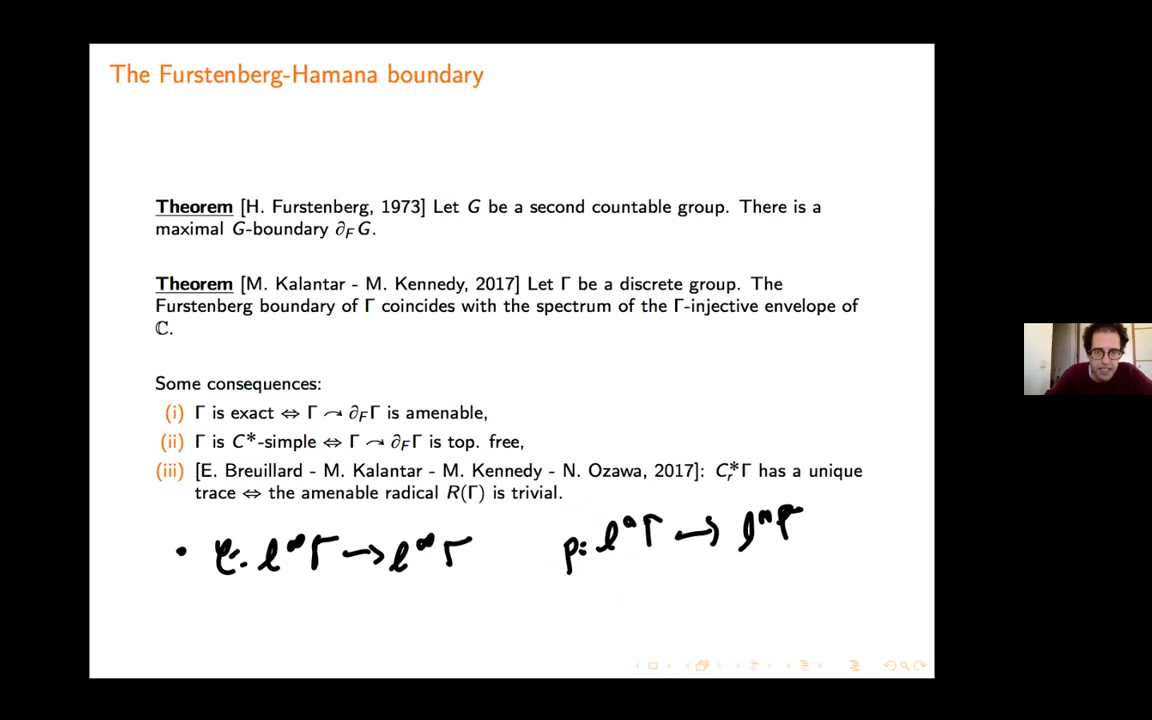 The Furstenberg-Hamana boundary
Theorem [H. Furstenberg, 1973] Let G be a second countable group. There is a
maximal G-boundary ∂_F G.
Theorem [M. Kalantar - M. Kennedy, 2017] Let Γ be a discrete group. The
Furstenberg boundary of Γ coincides with the spectrum of the Γ-injective envelope of
ℂ.
Some consequences:
(i) Γ is exact ⇔ Γ ↷ ∂_FΓ is amenable,
(ii) Γ is C*-simple ⇔ Γ ↷ ∂_FΓ is top. free,
(iii) [E. Breuillard - M. Kalantar - M. Kennedy - N. Ozawa, 2017]: C*_rΓ has a unique
trace ⇔ the amenable radical R(Γ) is trivial.
ℓ^∞ Γ → ℓ^∞ Γ